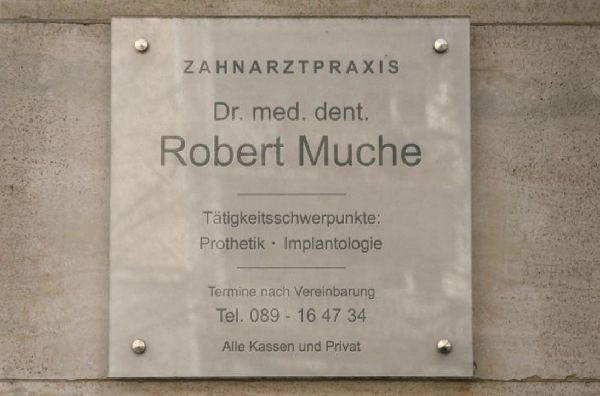 ZAHNARZTPRAXIS
Dr. med. dent.
Robert Muche
Tätigkeitsschwerpunkte:
Prothetik · Implantologie
Termine nach Vereinbarung
Tel. 089 - 16 47 34
Alle Kassen und Privat